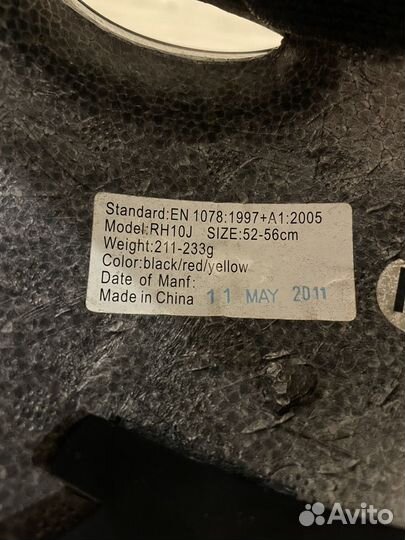 Standard:EN 1078:1997+A1:2005
Model:RH10J SIZE:52-56cm
Weight:211-233g
Color:black/red/yellow
Date of Manf:
Made in China 11 MAY 2011
Avito